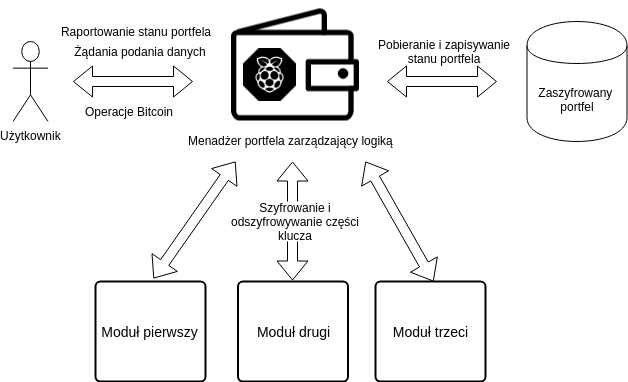 Raportowanie stanu portfela
Żądania podania danych
Operacje Bitcoin
Użytkownik
Menadżer portfela zarządzający logiką
Pobieranie i zapisywanie
stanu portfela
Zaszyfrowany
portfel
Szyfrowanie i
odszyfrowywanie części
klucza
Moduł pierwszy
Moduł drugi
Moduł trzeci